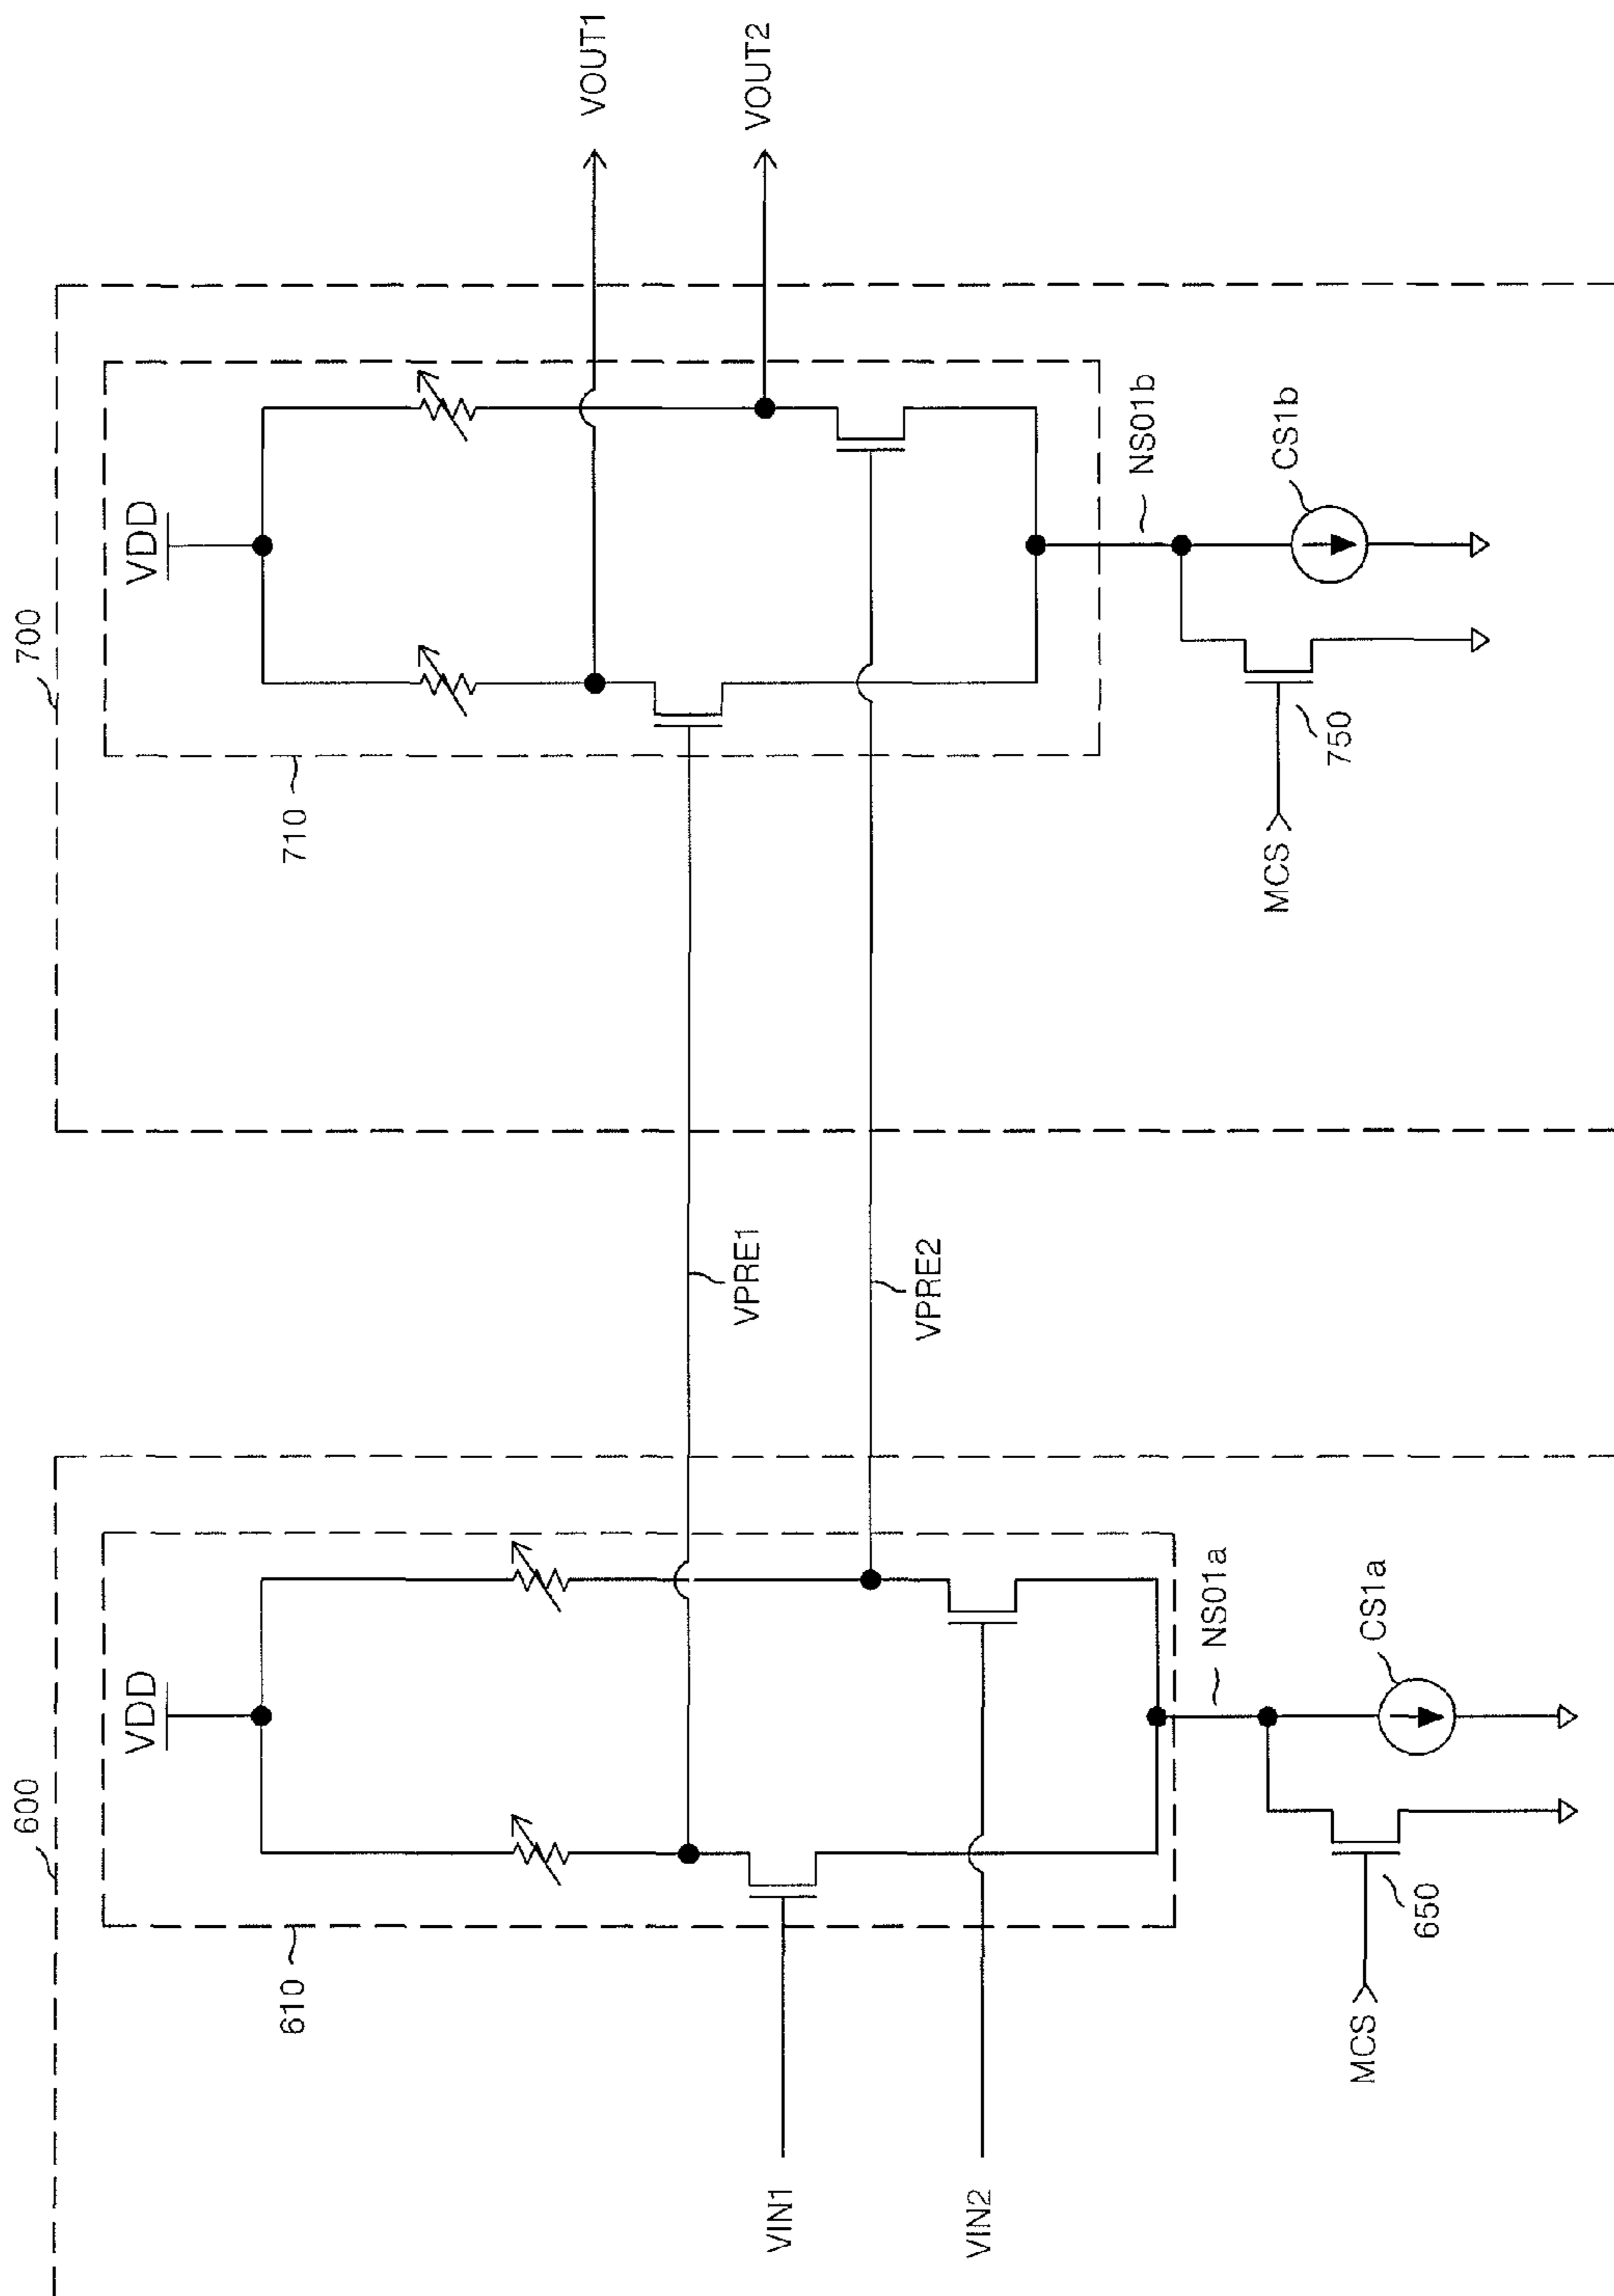 600
610
VDD
VIN1
VIN2
NS01a
CS1a
650
MCS
VPRE1
VPRE2
700
710
VDD
VOUT1
VOUT2
NS01b
CS1b
750
MCS